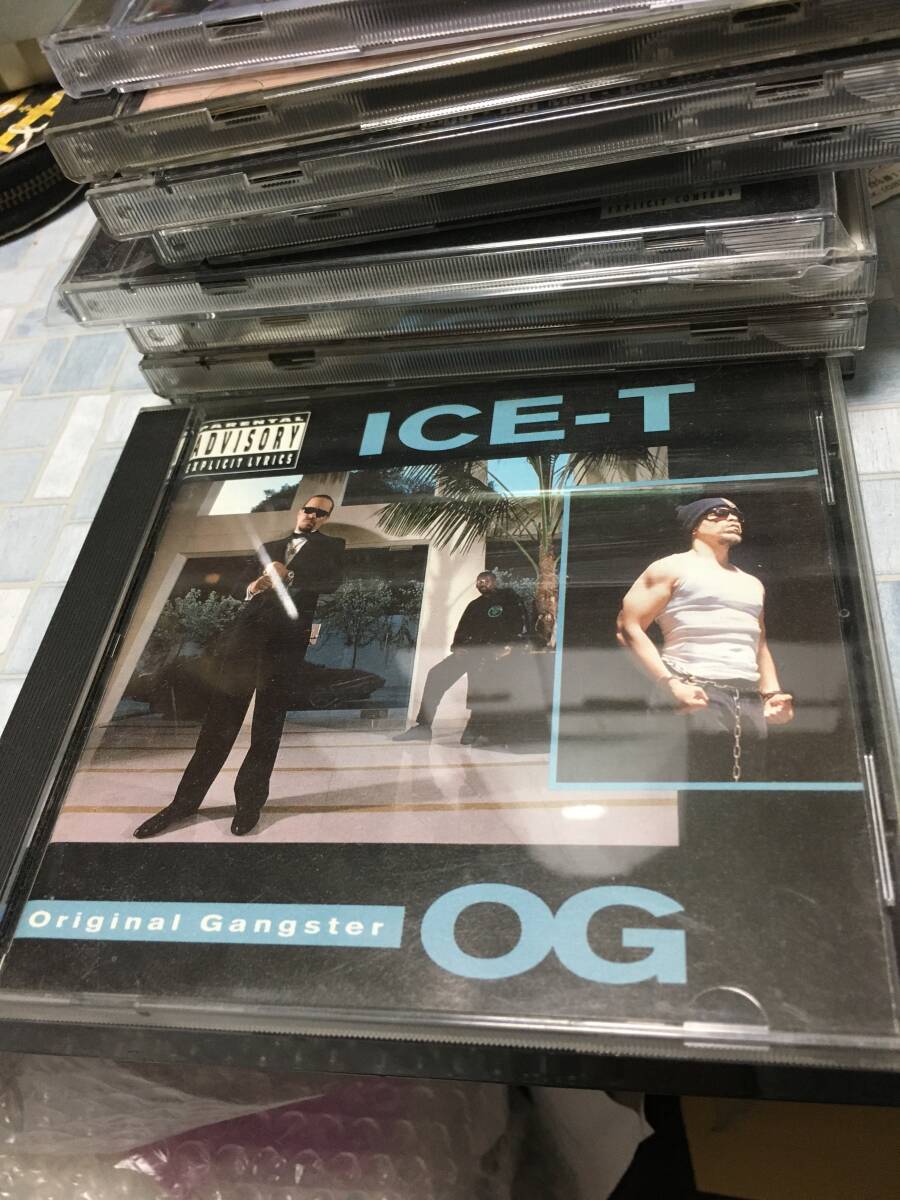 EXPLICIT CONTENT
PARENTAL
ADVISORY
EXPLICIT LYRICS
ICE-T
Original Gangster
OG